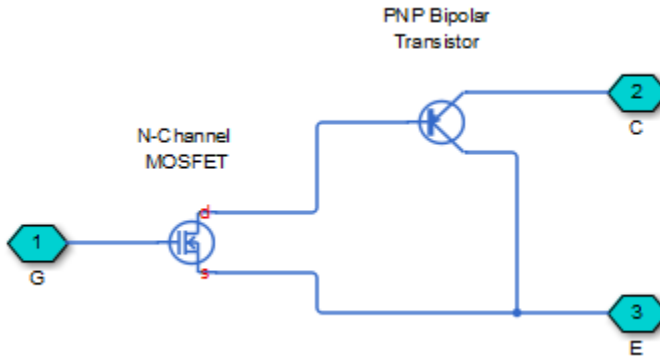 PNP Bipolar
Transistor
2
C
N-Channel
MOSFET
d
1
G
s
3
E